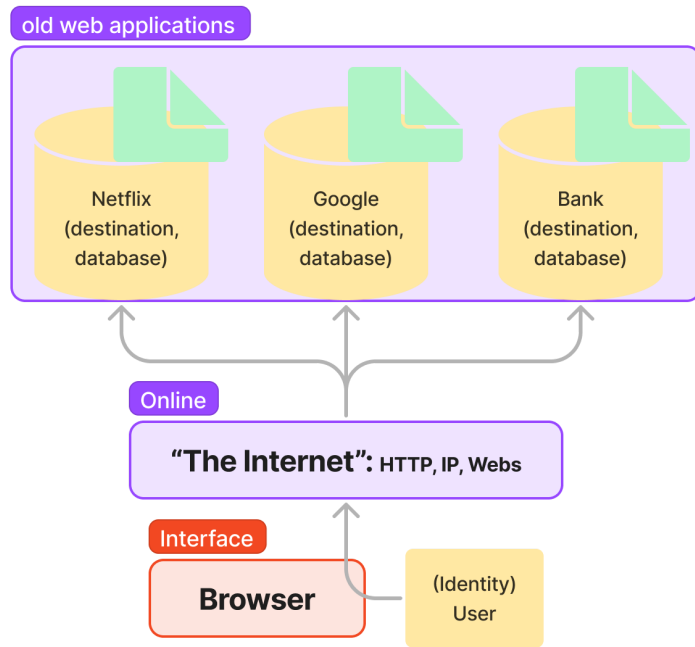 old web applications
Netflix
(destination,
database)
Google
(destination,
database)
Bank
(destination,
database)
Online
“The Internet”: HTTP, IP, Webs
Interface
Browser
(Identity)
User